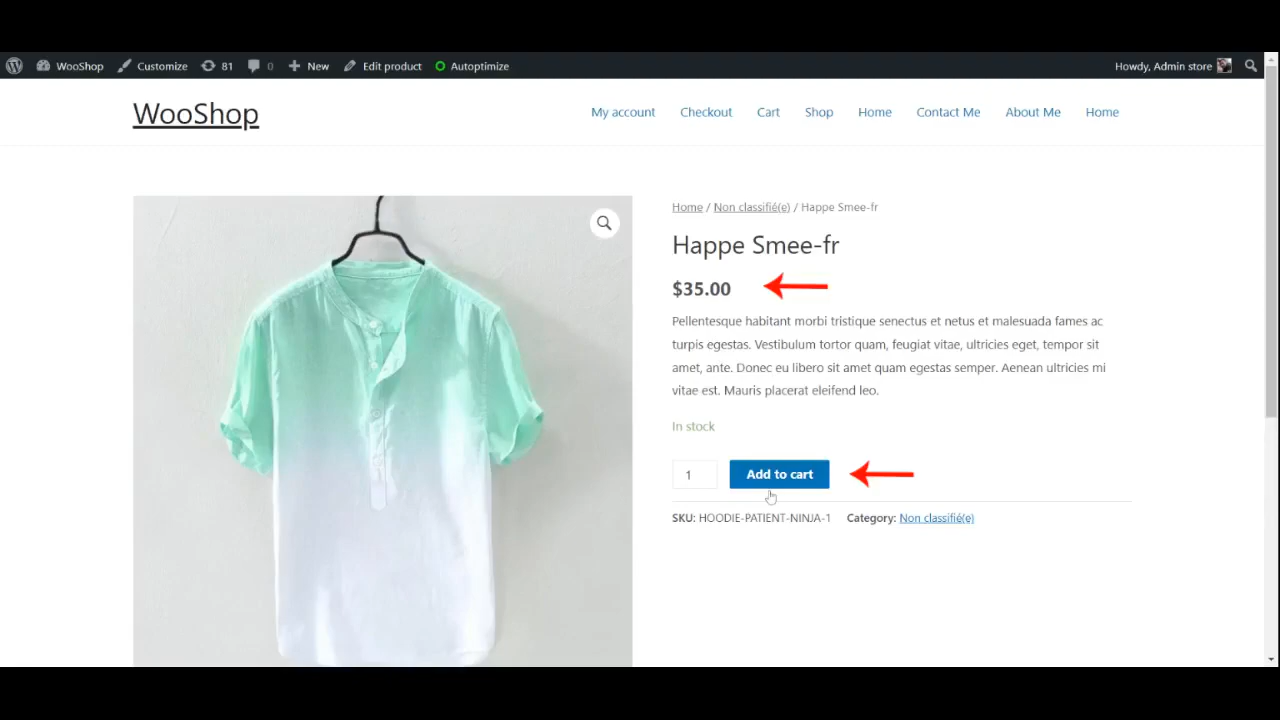 WooShop Customize 81 0 New Edit product Autoptimize Howdy, Admin store
WooShop
My account Checkout Cart Shop Home Contact Me About Me Home
Home / Non classifié(e) / Happe Smee-fr
Happe Smee-fr
$35.00
Pellentesque habitant morbi tristique senectus et netus et malesuada fames ac
turpis egestas. Vestibulum tortor quam, feugiat vitae, ultricies eget, tempor sit
amet, ante. Donec eu libero sit amet quam egestas semper. Aenean ultricies mi
vitae est. Mauris placerat eleifend leo.
In stock
1 Add to cart
SKU: HOODIE-PATIENT-NINJA-1 Category: Non classifié(e)